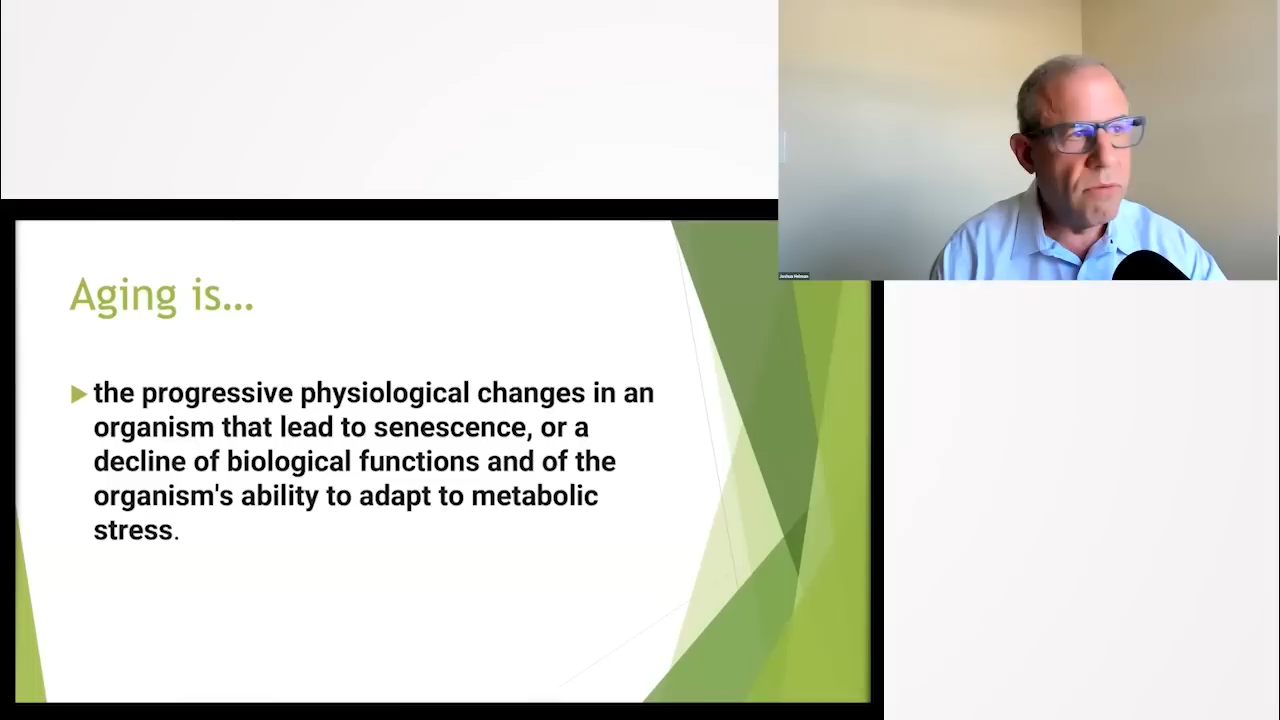 Aging is...
the progressive physiological changes in an
organism that lead to senescence, or a
decline of biological functions and of the
organism's ability to adapt to metabolic
stress.